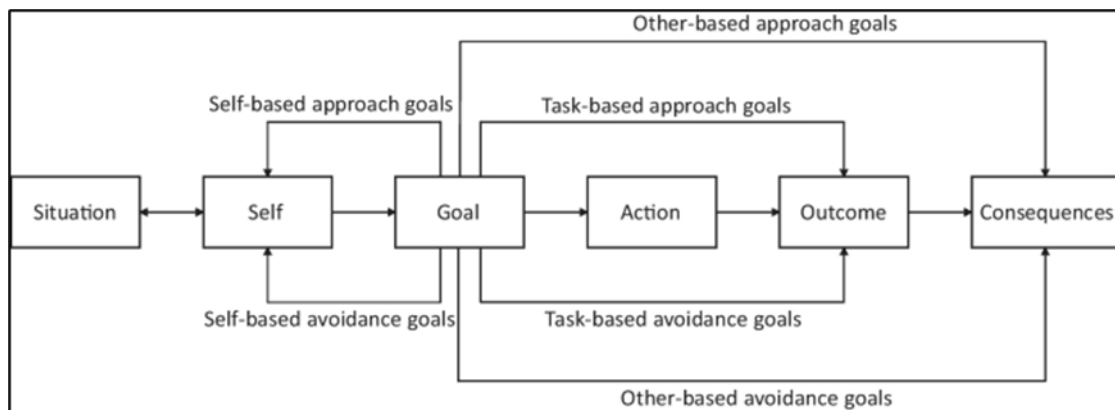 Other-based approach goals
Self-based approach goals
Task-based approach goals
Situation
Self
Goal
Action
Outcome
Consequences
Self-based avoidance goals
Task-based avoidance goals
Other-based avoidance goals